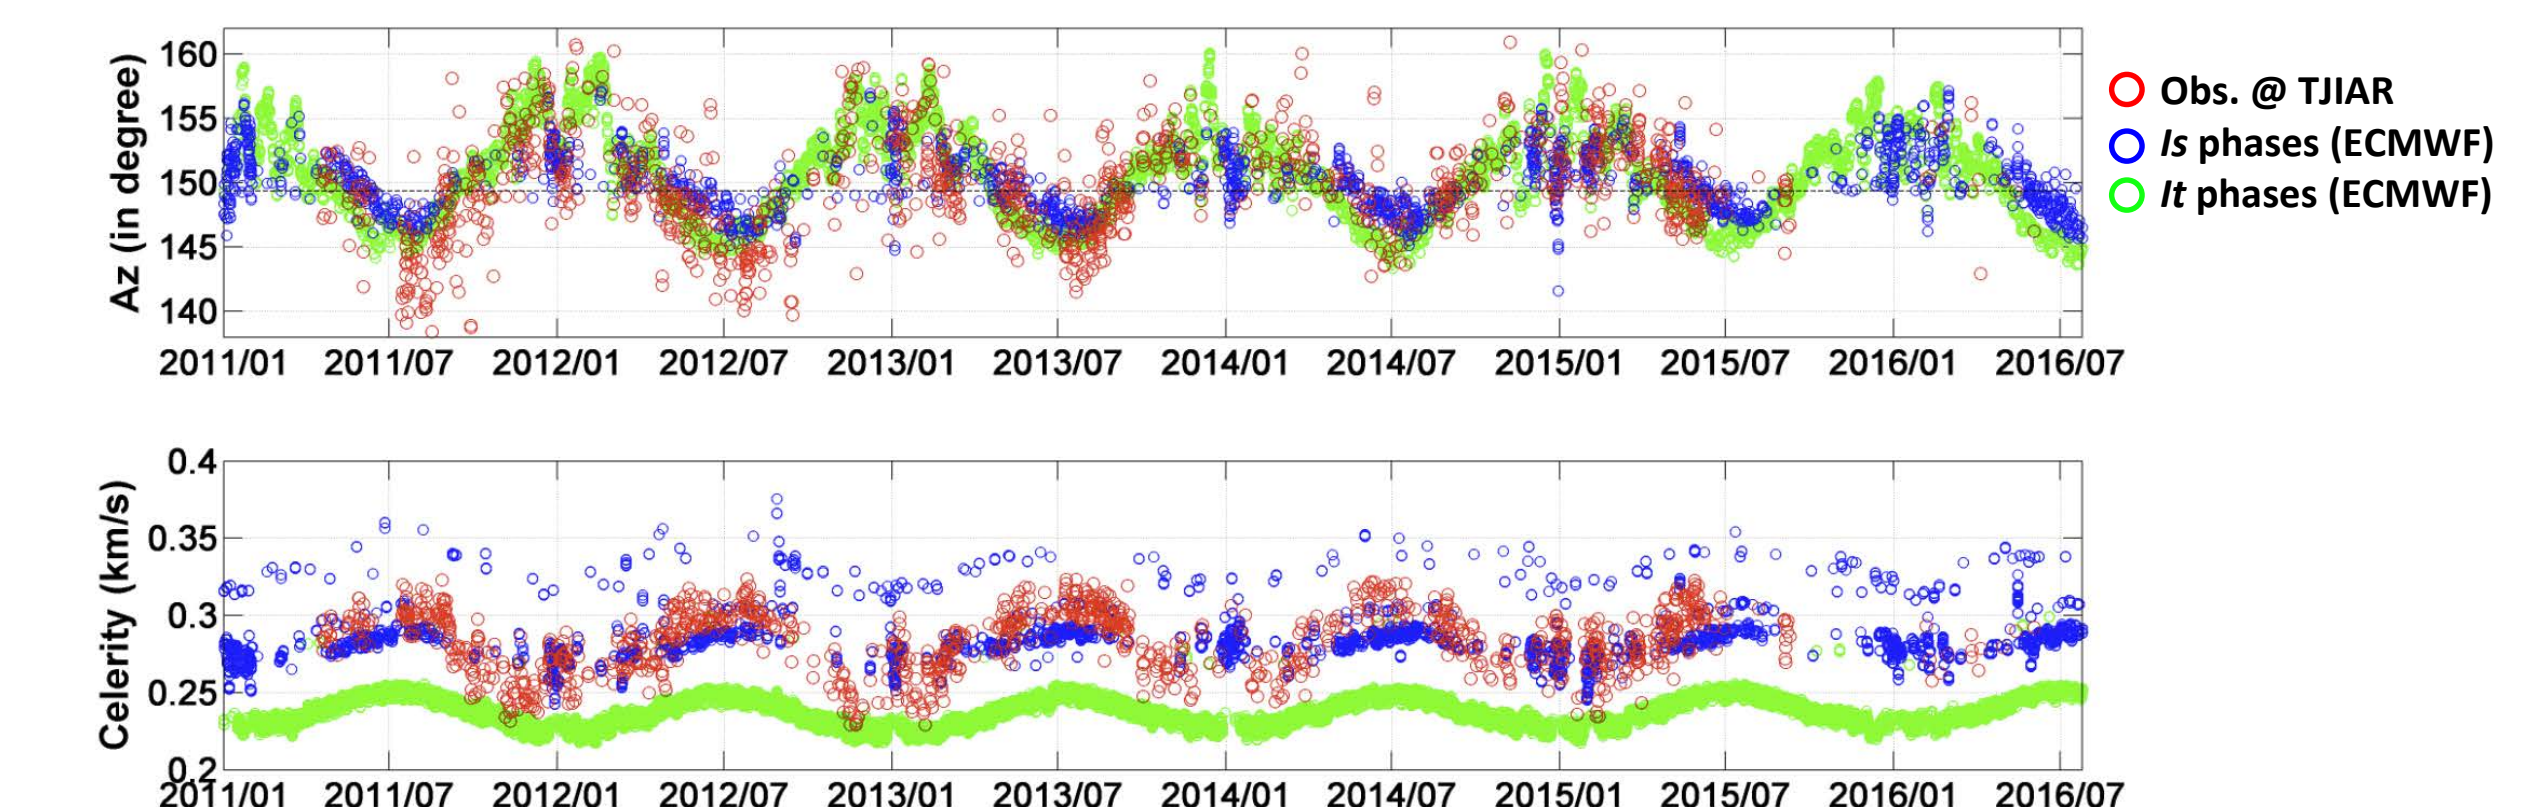 Az (in degree)
160
155
150
145
140
2011/01 2011/07 2012/01 2012/07 2013/01 2013/07 2014/01 2014/07 2015/01 2015/07 2016/01 2016/07
Obs. @ TJIAR
Is phases (ECMWF)
It phases (ECMWF)
Celerity (km/s)
0.4
0.35
0.3
0.25
0.2
2011/01 2011/07 2012/01 2012/07 2013/01 2013/07 2014/01 2014/07 2015/01 2015/07 2016/01 2016/07